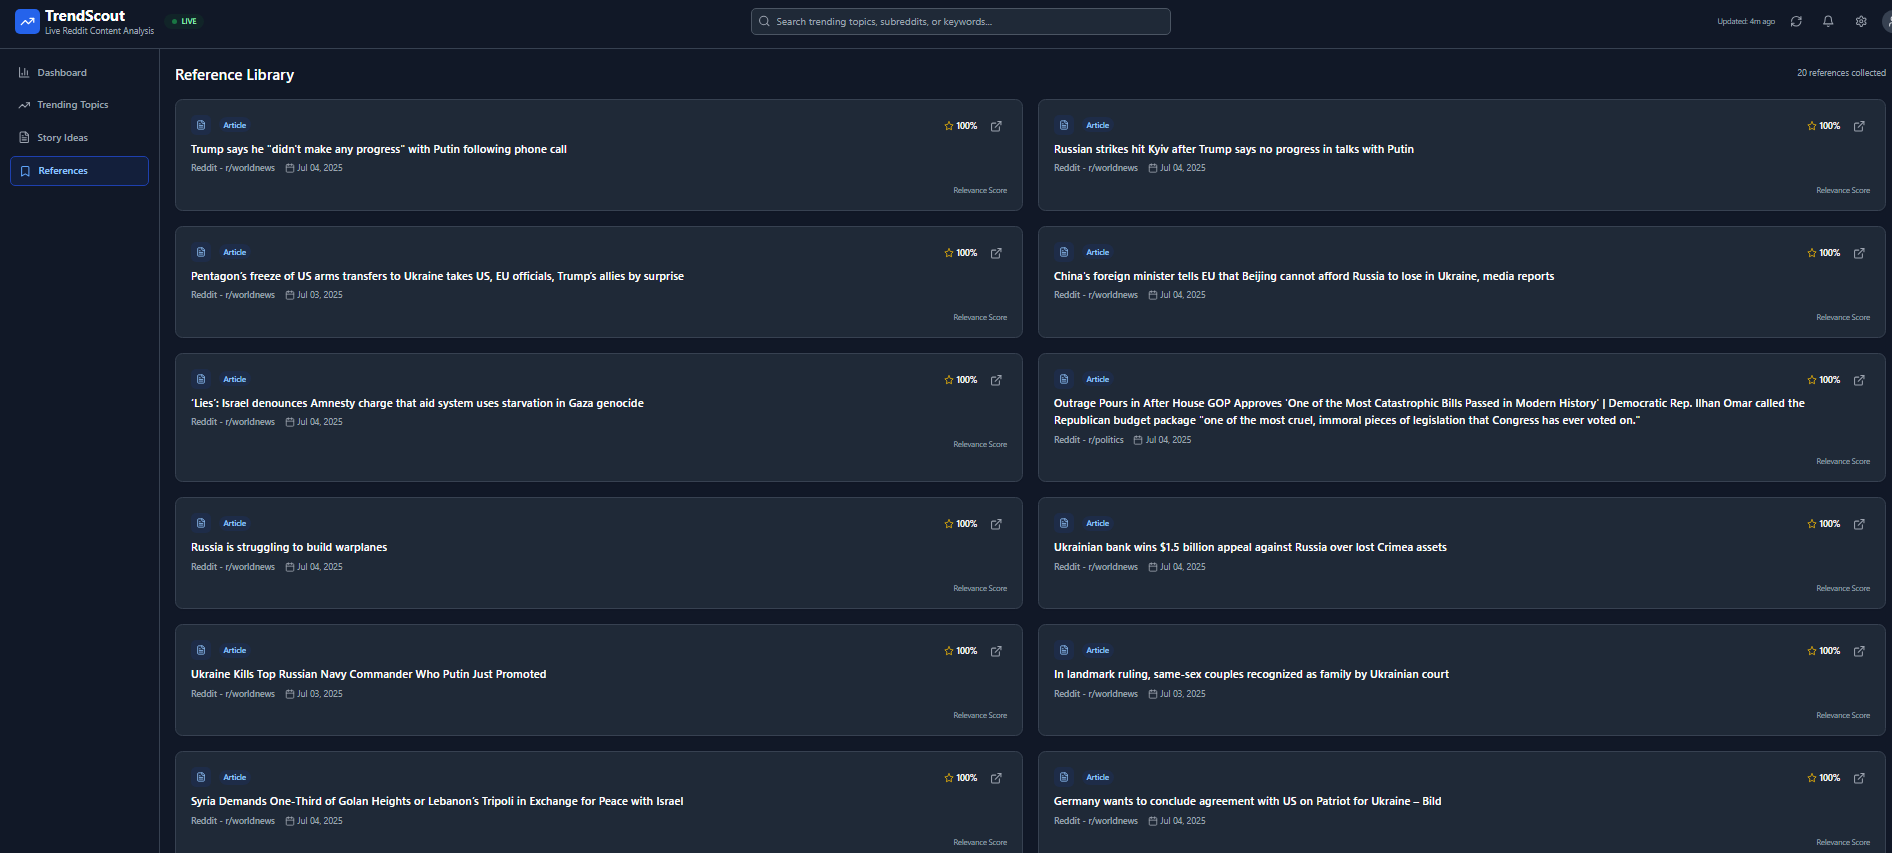 TrendScout
Live Reddit Content Analysis
LIVE
Search trending topics, subreddits, or keywords...
Updated: 4m ago
Dashboard
Trending Topics
Story Ideas
References
Reference Library
20 references collected
Article
100%
Trump says he "didn't make any progress" with Putin following phone call
Reddit - r/worldnews Jul 04, 2025
Relevance Score
Article
100%
Russian strikes hit Kyiv after Trump says no progress in talks with Putin
Reddit - r/worldnews Jul 04, 2025
Relevance Score
Article
100%
Pentagon's freeze of US arms transfers to Ukraine takes US, EU officials, Trump's allies by surprise
Reddit - r/worldnews Jul 03, 2025
Relevance Score
Article
100%
China's foreign minister tells EU that Beijing cannot afford Russia to lose in Ukraine, media reports
Reddit - r/worldnews Jul 04, 2025
Relevance Score
Article
100%
‘Lies’: Israel denounces Amnesty charge that aid system uses starvation in Gaza genocide
Reddit - r/worldnews Jul 04, 2025
Relevance Score
Article
100%
Outrage Pours in After House GOP Approves ‘One of the Most Catastrophic Bills Passed in Modern History’ | Democratic Rep. Ilhan Omar called the
Republican budget package "one of the most cruel, immoral pieces of legislation that Congress has ever voted on."
Reddit - r/politics Jul 04, 2025
Relevance Score
Article
100%
Russia is struggling to build warplanes
Reddit - r/worldnews Jul 04, 2025
Relevance Score
Article
100%
Ukrainian bank wins $1.5 billion appeal against Russia over lost Crimea assets
Reddit - r/worldnews Jul 04, 2025
Relevance Score
Article
100%
Ukraine Kills Top Russian Navy Commander Who Putin Just Promoted
Reddit - r/worldnews Jul 03, 2025
Relevance Score
Article
100%
In landmark ruling, same-sex couples recognized as family by Ukrainian court
Reddit - r/worldnews Jul 03, 2025
Relevance Score
Article
100%
Syria Demands One-Third of Golan Heights or Lebanon's Tripoli in Exchange for Peace with Israel
Reddit - r/worldnews Jul 04, 2025
Relevance Score
Article
100%
Germany wants to conclude agreement with US on Patriot for Ukraine – Bild
Reddit - r/worldnews Jul 04, 2025
Relevance Score